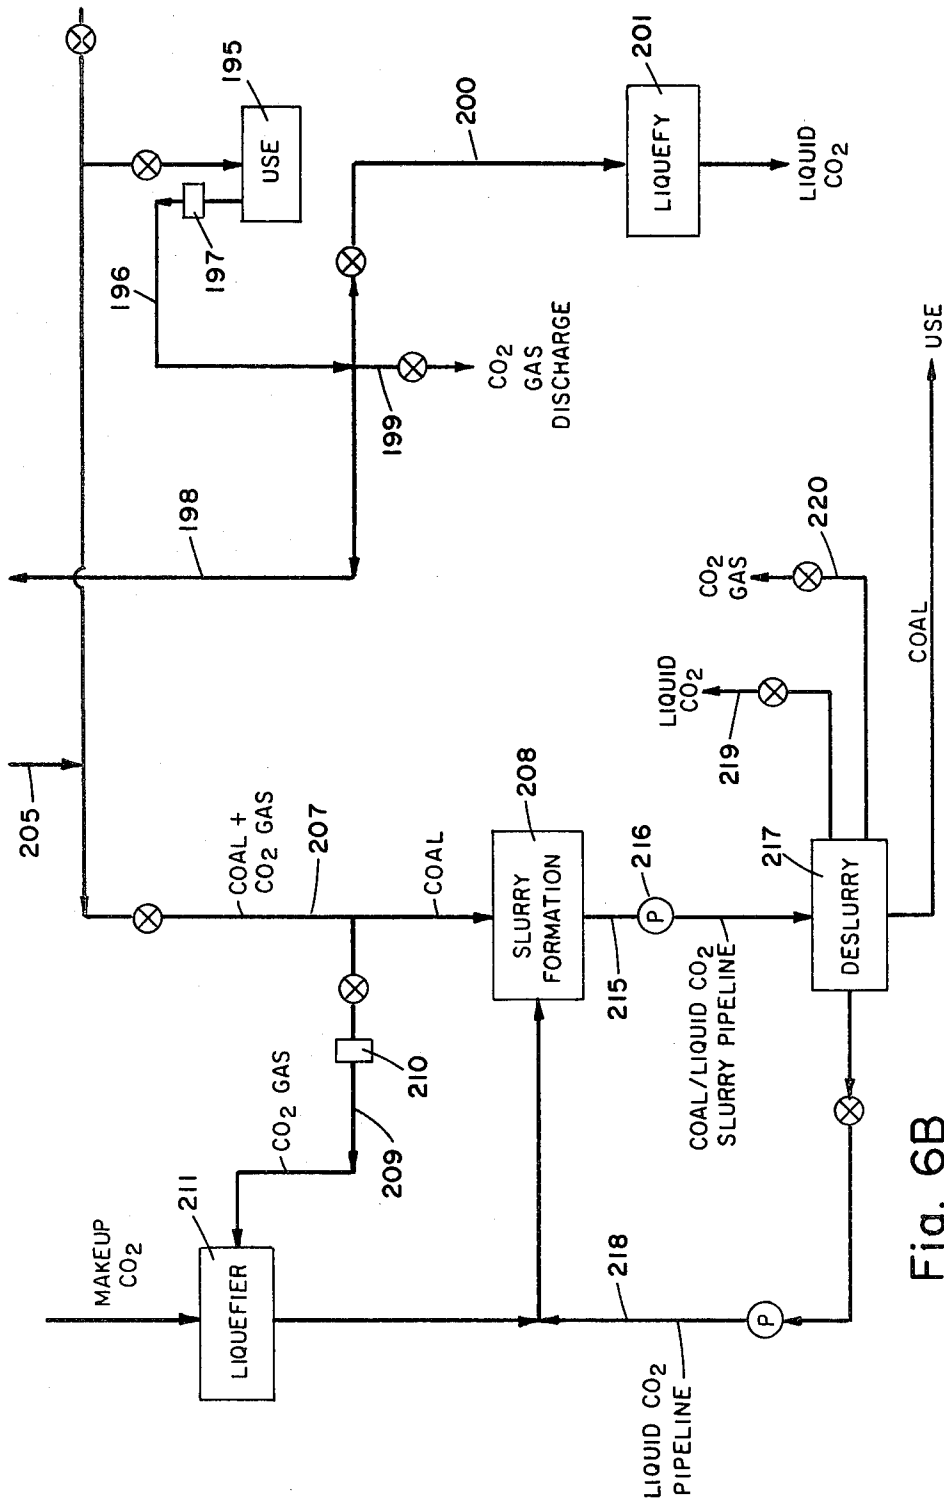 195
USE
196
197
198
199
200
CO2
GAS
DISCHARGE
LIQUEFY
201
LIQUID
CO2
205
COAL +
CO2 GAS
207
COAL
SLURRY
FORMATION
208
MAKEUP
CO2
LIQUEFIER
211
CO2 GAS
209
210
215
P
216
COAL/LIQUID CO2
SLURRY PIPELINE
DESLURRY
217
LIQUID
CO2
219
CO2
GAS
220
COAL
USE
P
218
LIQUID CO2
PIPELINE
Fig. 6B